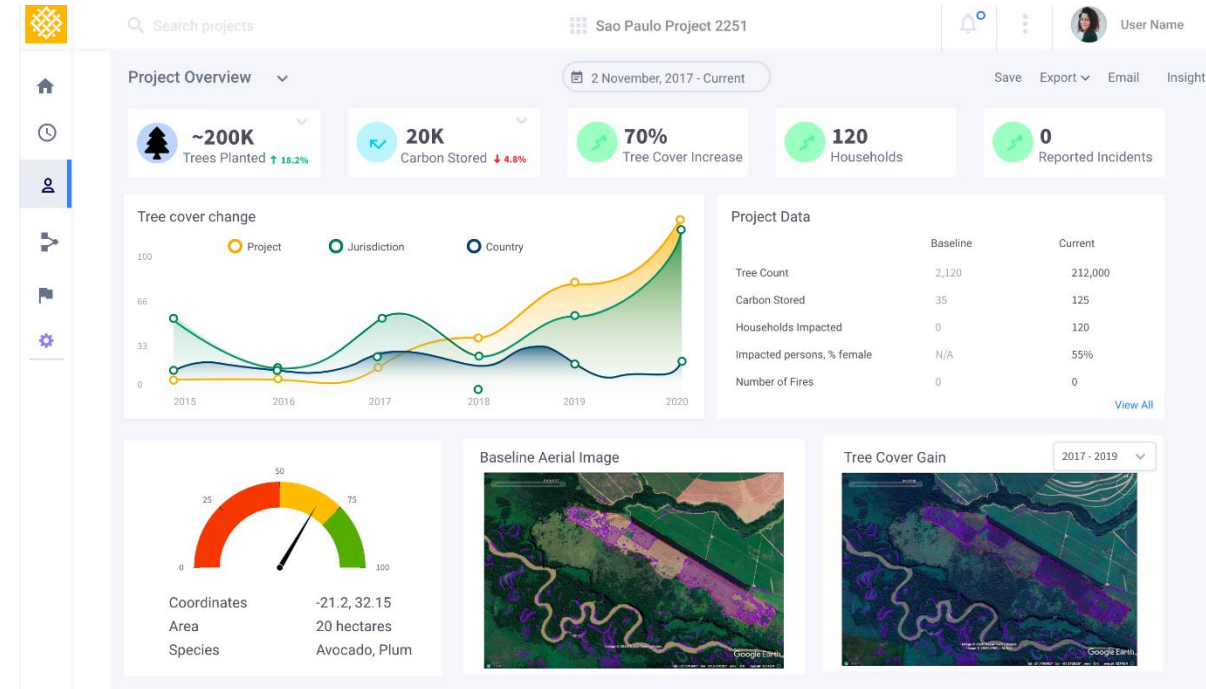 Search projects
Sao Paulo Project 2251
User Name
Project Overview
2 November, 2017 - Current
Save Export Email Insight
~200K
Trees Planted ↑ 18.2%
20K
Carbon Stored ↓ 4.8%
70%
Tree Cover Increase
120
Households
0
Reported Incidents
Tree cover change
Project Jurisdiction Country
100
66
33
0
2015 2016 2017 2018 2019 2020
Project Data
Baseline Current
Tree Count 2,120 212,000
Carbon Stored 35 125
Households Impacted 0 120
Impacted persons, % female N/A 55%
Number of Fires 0 0
View All
50
25 75
0 100
Coordinates -21.2, 32.15
Area 20 hectares
Species Avocado, Plum
Baseline Aerial Image
Google Earth
Tree Cover Gain
2017 - 2019
Google Earth